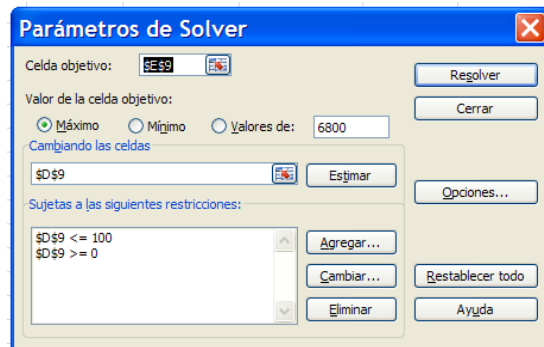 Parámetros de Solver
Celda objetivo: $E$9
Resolver
Valor de la celda objetivo:
Cerrar
Máximo Mínimo Valores de: 6800
Cambiando las celdas
$D$9 Estimar
Opciones...
Sujetas a las siguientes restricciones:
$D$9 <= 100
$D$9 >= 0
Agregar...
Cambiar... Restablecer todo
Eliminar Ayuda